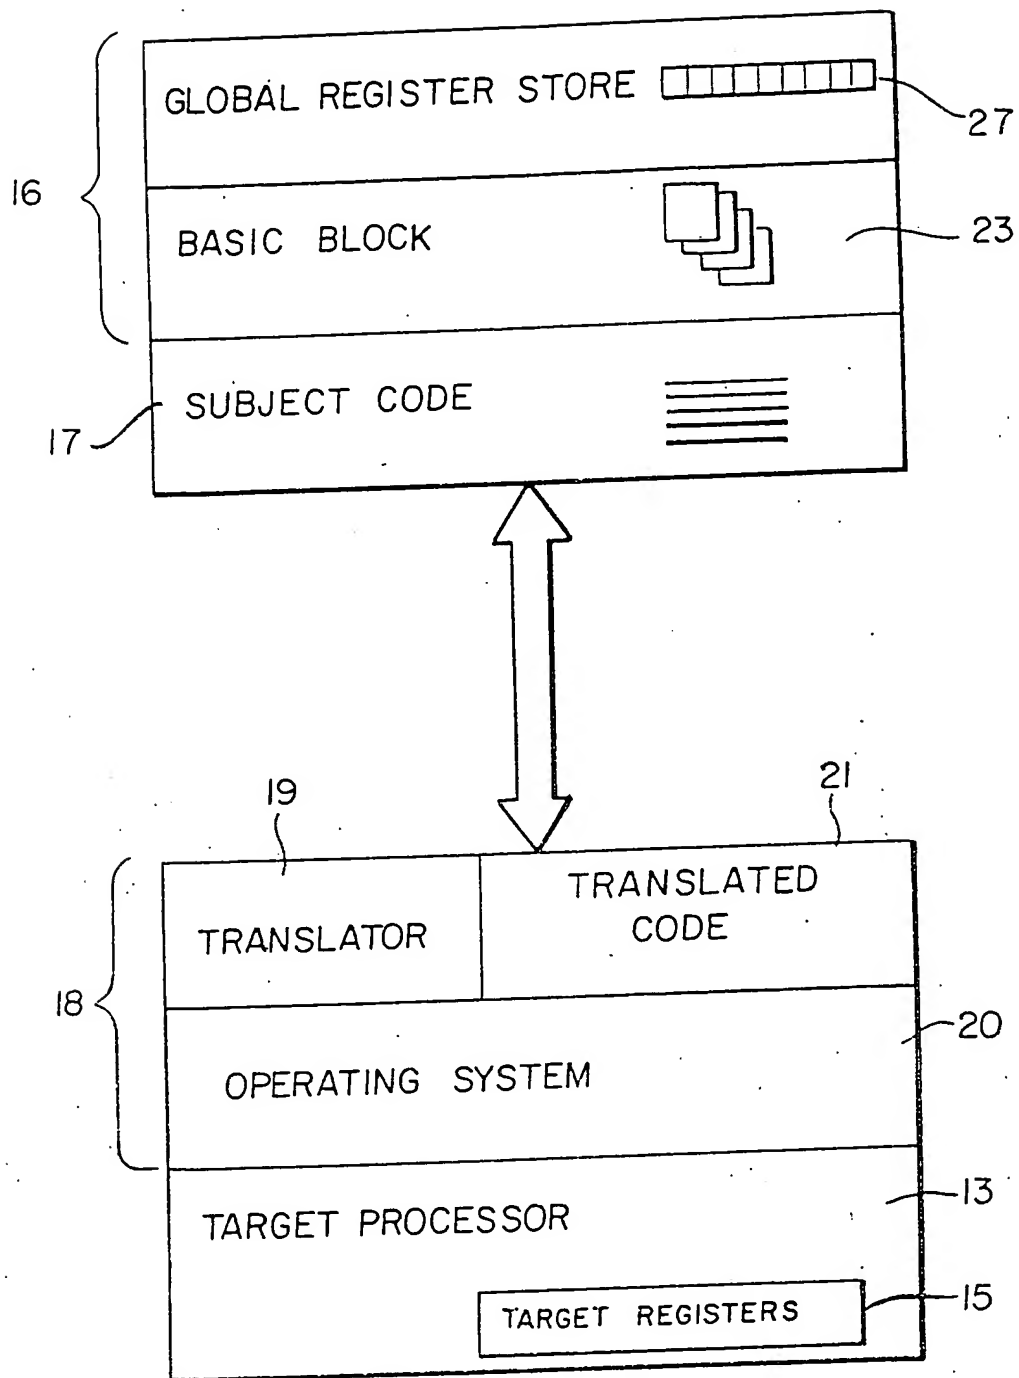 GLOBAL REGISTER STORE
27
16
BASIC BLOCK
23
SUBJECT CODE
17
19
21
TRANSLATOR
TRANSLATED
CODE
18
20
OPERATING SYSTEM
13
TARGET PROCESSOR
15
TARGET REGISTERS